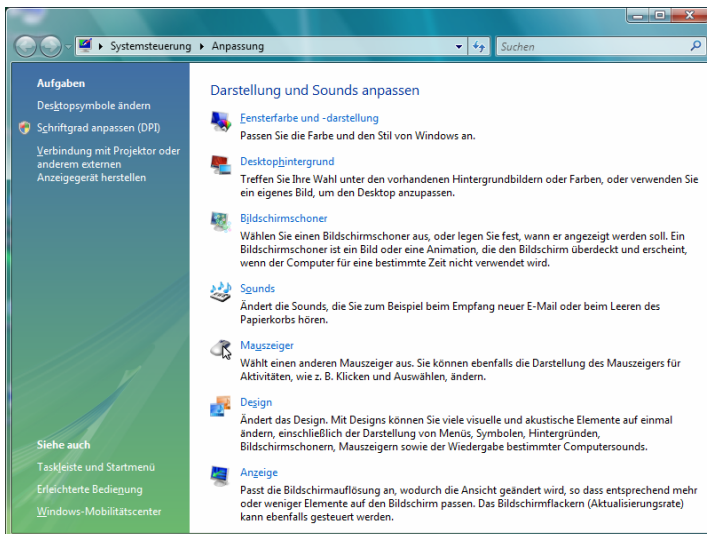 Systemsteuerung
Anpassung
Suchen
Aufgaben
Desktopsymbole ändern
Schriftgrad anpassen (DPI)
Verbindung mit Projektor oder
anderem externen
Anzeigegerät herstellen
Siehe auch
Taskleiste und Startmenü
Erleichterte Bedienung
Windows-Mobilitätscenter
Darstellung und Sounds anpassen
Fensterfarbe und -darstellung
Passen Sie die Farbe und den Stil von Windows an.
Desktophintergrund
Treffen Sie Ihre Wahl unter den vorhandenen Hintergrundbildern oder Farben, oder verwenden Sie
ein eigenes Bild, um den Desktop anzupassen.
Bildschirmschoner
Wählen Sie einen Bildschirmschoner aus, oder legen Sie fest, wann er angezeigt werden soll. Ein
Bildschirmschoner ist ein Bild oder eine Animation, die den Bildschirm überdeckt und erscheint,
wenn der Computer für eine bestimmte Zeit nicht verwendet wird.
Sounds
Ändert die Sounds, die Sie zum Beispiel beim Empfang neuer E-Mail oder beim Leeren des
Papierkorbs hören.
Mauszeiger
Wählt einen anderen Mauszeiger aus. Sie können ebenfalls die Darstellung des Mauszeigers für
Aktivitäten, wie z. B. Klicken und Auswählen, ändern.
Design
Ändert das Design. Mit Designs können Sie viele visuelle und akustische Elemente auf einmal
ändern, einschließlich der Darstellung von Menüs, Symbolen, Hintergründen,
Bildschirmschonern, Mauszeigern sowie der Wiedergabe bestimmter Computersounds.
Anzeige
Passt die Bildschirmauflösung an, wodurch die Ansicht geändert wird, so dass entsprechend mehr
oder weniger Elemente auf den Bildschirm passen. Das Bildschirmflackern (Aktualisierungsrate)
kann ebenfalls gesteuert werden.